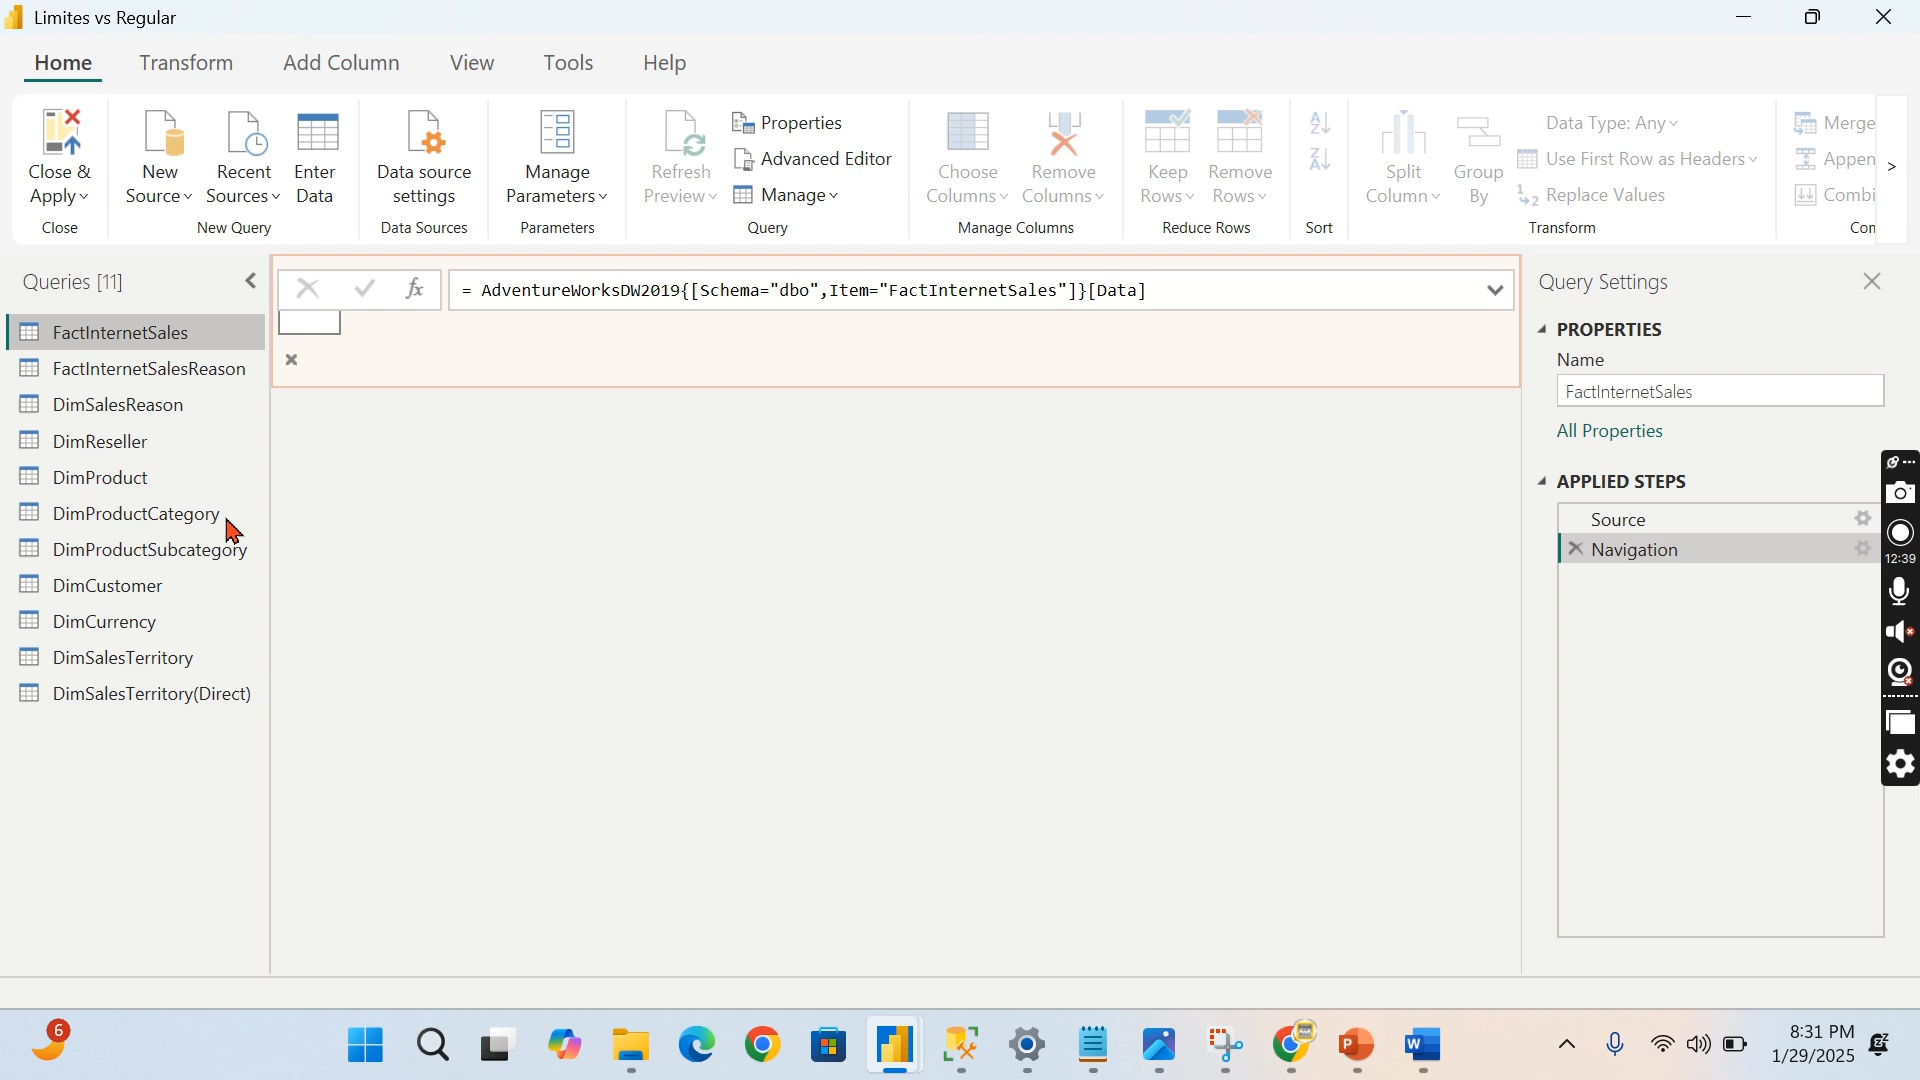 Limites vs Regular
Home Transform Add Column View Tools Help
Close & Apply
New Source
Recent Sources
Enter Data
Data source settings
Manage Parameters
Refresh Preview
Properties
Advanced Editor
Manage
Choose Columns
Remove Columns
Keep Rows
Remove Rows
Split Column
Group By
Data Type: Any
Use First Row as Headers
Replace Values
Merge
Appen
Combi
Close New Query Data Sources Parameters Query Manage Columns Reduce Rows Sort Transform Con
Queries [11]
FactInternetSales
FactInternetSalesReason
DimSalesReason
DimReseller
DimProduct
DimProductCategory
DimProductSubcategory
DimCustomer
DimCurrency
DimSalesTerritory
DimSalesTerritory(Direct)
fx
= AdventureWorksDW2019{[Schema="dbo",Item="FactInternetSales"]}[Data]
Query Settings
PROPERTIES
Name
FactInternetSales
All Properties
APPLIED STEPS
Source
Navigation
12:39
6
8:31 PM
1/29/2025